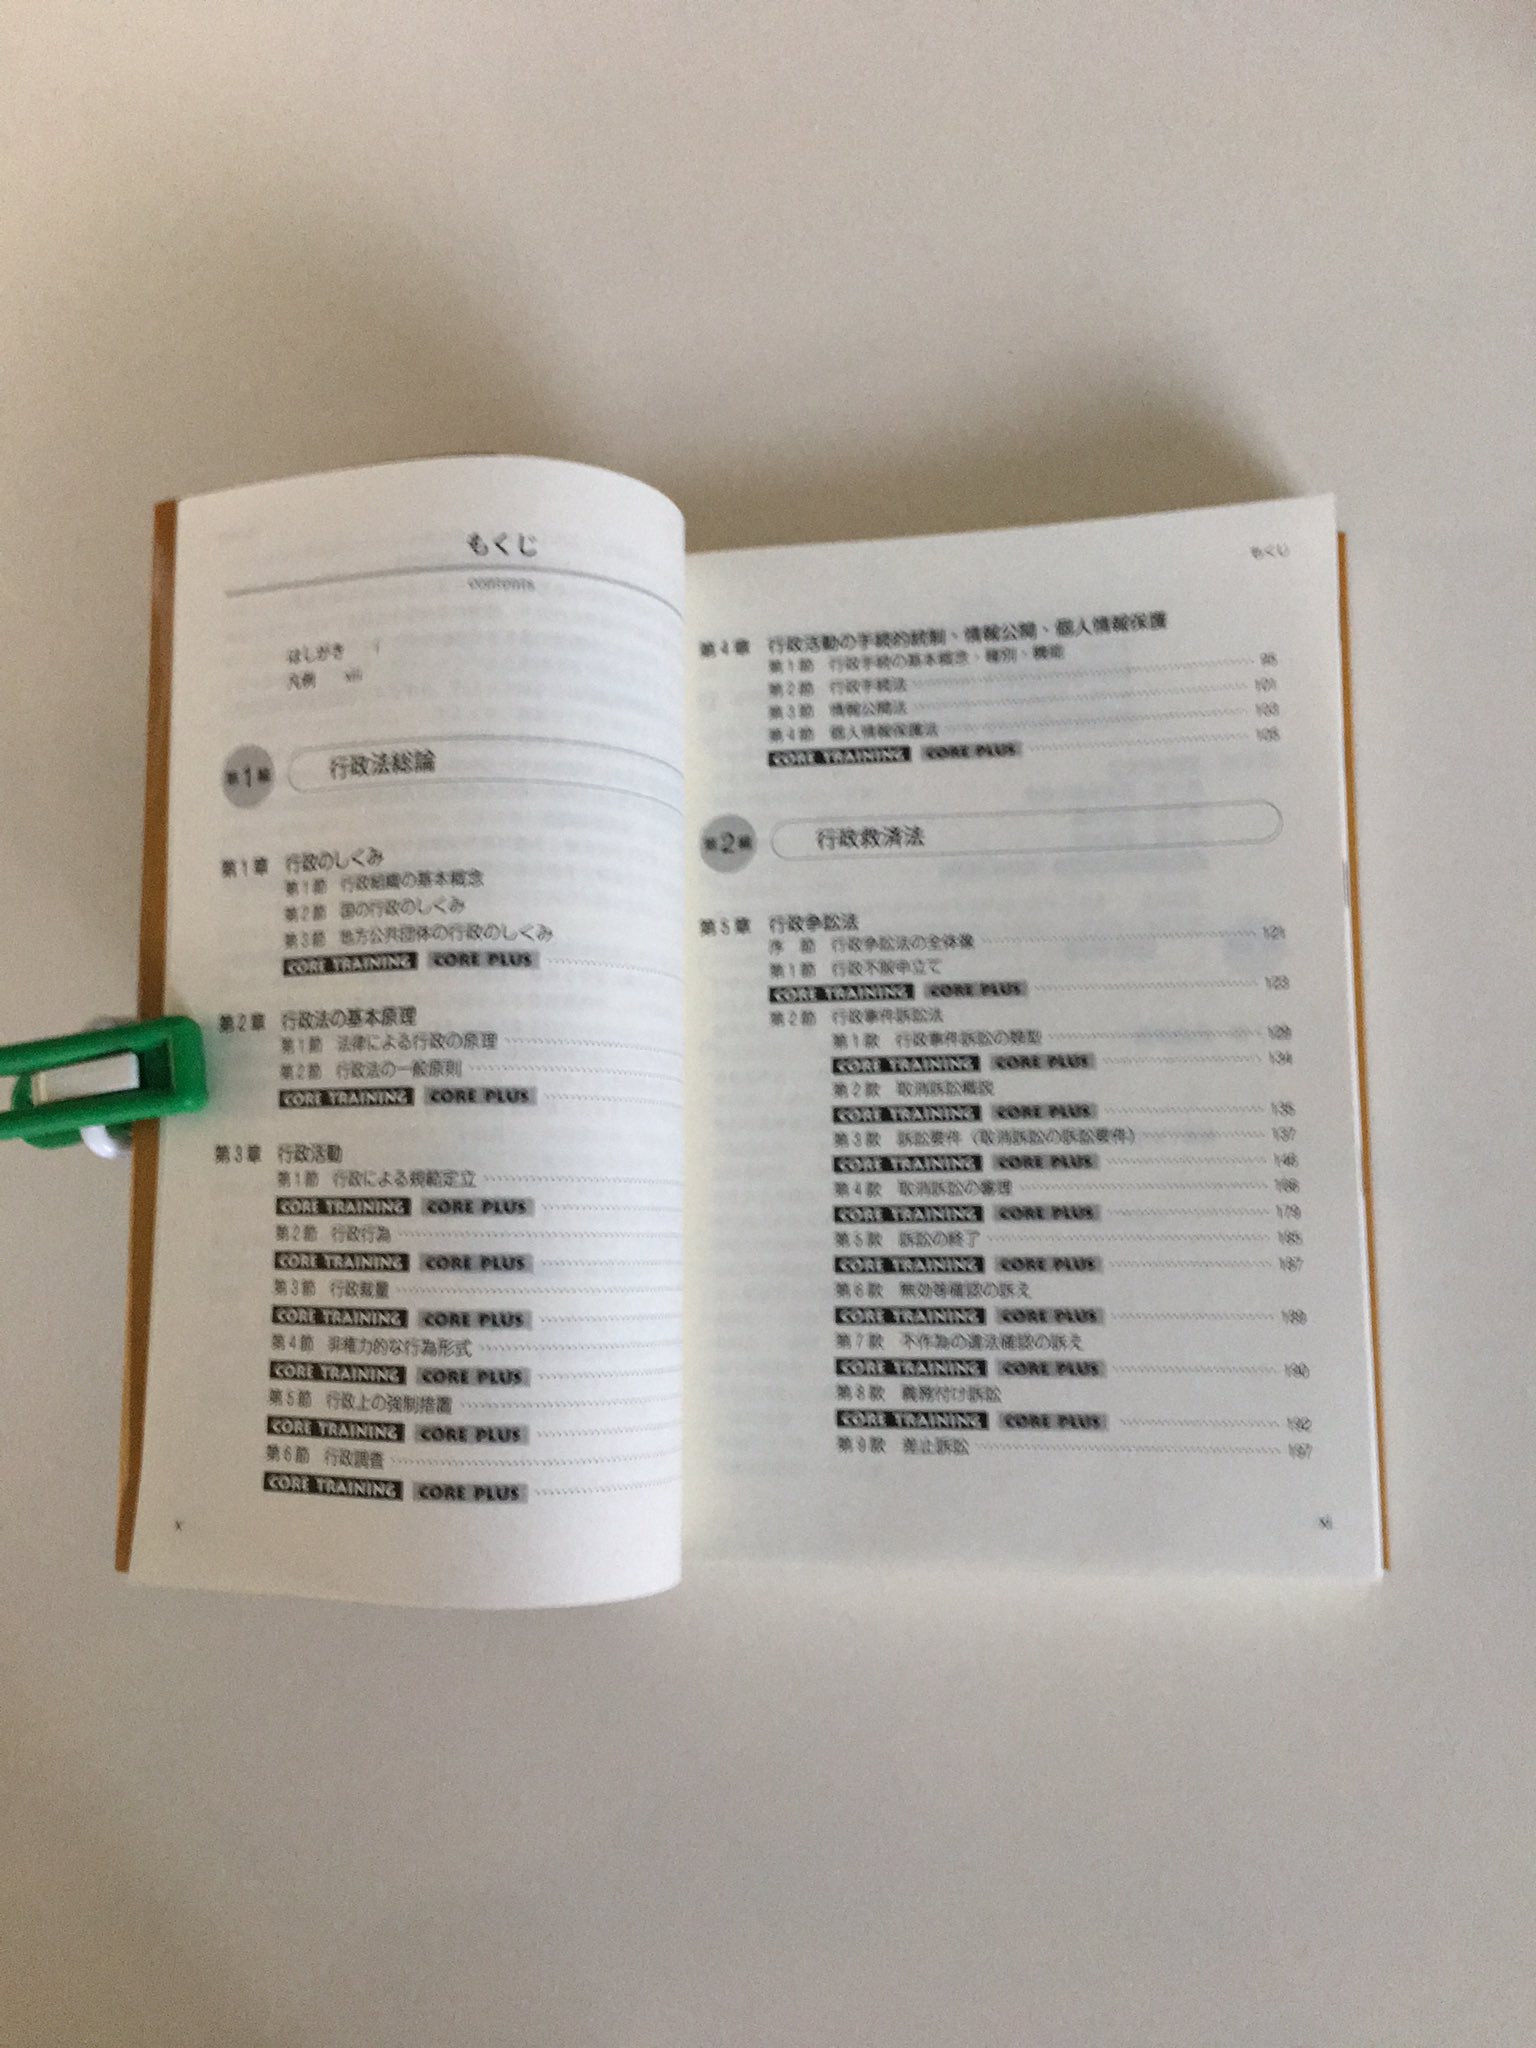 もくじ
contents
はしがき i
凡例 xiii
第1編 行政法総論
第1章 行政のしくみ
第1節 行政組織の基本概念
第2節 国の行政のしくみ
第3節 地方公共団体の行政のしくみ
CORE TRAINING CORE PLUS
第2章 行政法の基本原理
第1節 法律による行政の原理
第2節 行政法の一般原則
CORE TRAINING CORE PLUS
第3章 行政活動
第1節 行政による規範定立
CORE TRAINING CORE PLUS
第2節 行政行為
CORE TRAINING CORE PLUS
第3節 行政裁量
CORE TRAINING CORE PLUS
第4節 非権力的な行為形式
CORE TRAINING CORE PLUS
第5節 行政上の強制措置
CORE TRAINING CORE PLUS
第6節 行政調査
CORE TRAINING CORE PLUS
x
もくじ
第4章 行政活動の手続的統制、情報公開、個人情報保護
第1節 行政手続の基本概念・種別・機能
第2節 行政手続法
第3節 情報公開法 101
第4節 個人情報保護法 103
CORE TRAINING CORE PLUS
第2編 行政救済法
第5章 行政争訟法
序 節 行政争訟法の全体像 121
第1節 行政不服申立て
CORE TRAINING CORE PLUS 123
第2節 行政事件訴訟法
第1款 行政事件訴訟の類型 129
CORE TRAINING CORE PLUS 134
第2款 取消訴訟概説
CORE TRAINING CORE PLUS 135
第3款 訴訟要件（取消訴訟の訴訟要件） 137
CORE TRAINING CORE PLUS
第4款 取消訴訟の審理
CORE TRAINING CORE PLUS 179
第5款 訴訟の終了 185
CORE TRAINING CORE PLUS 187
第6款 無効等確認の訴え
CORE TRAINING CORE PLUS 189
第7款 不作為の違法確認の訴え
CORE TRAINING CORE PLUS 190
第8款 義務付け訴訟
CORE TRAINING CORE PLUS 192
第9款 差止訴訟 197
xi